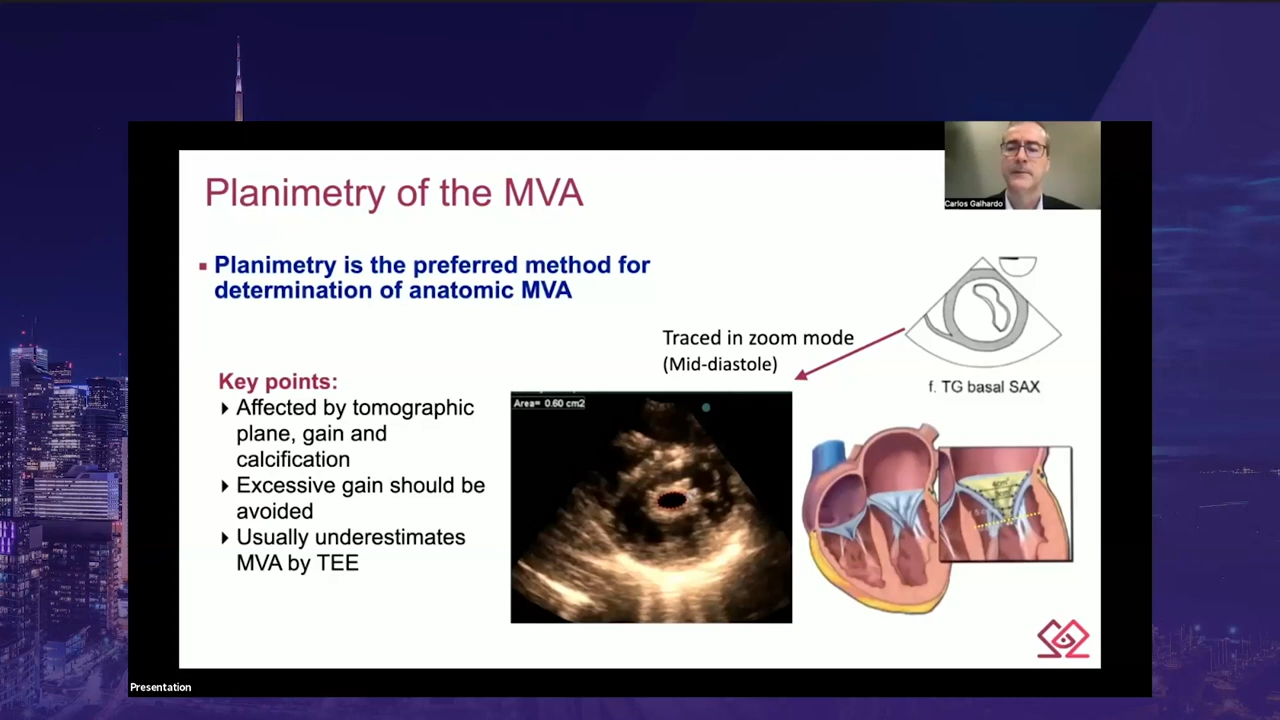 Carlos Galhardo
Planimetry of the MVA
▪ Planimetry is the preferred method for
determination of anatomic MVA
Traced in zoom mode
(Mid-diastole)
f. TG basal SAX
Key points:
Affected by tomographic
plane, gain and
calcification
Excessive gain should be
avoided
Usually underestimates
MVA by TEE
Area= 0.60 cm2
Presentation